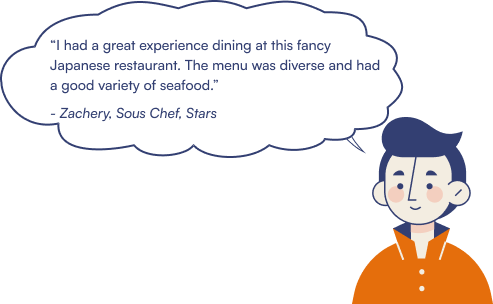 “I had a great experience dining at this fancy
Japanese restaurant. The menu was diverse and had
a good variety of seafood.”
- Zachery, Sous Chef, Stars